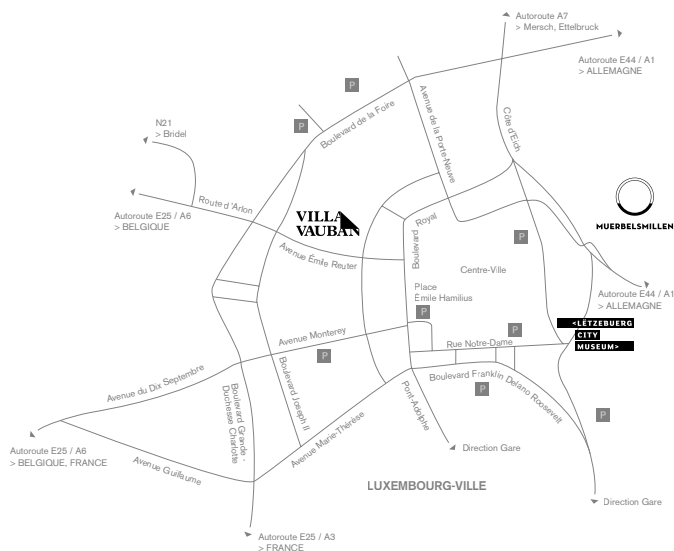 Autoroute A7
> Mersch, Ettelbruck
Autoroute E44 / A1
> ALLEMAGNE
P
P
Boulevard de la Foire
Avenue de la Porte-Neuve
Côte d'Eich
N21
> Bridel
Route d'Arlon
Autoroute E25 / A6
> BELGIQUE
VILLA
VAUBAN
Avenue Émile Reuter
Boulevard
Royal
P
MUERBELSMILLEN
Centre-Ville
Autoroute E44 / A1
> ALLEMAGNE
Place
Émile Hamilius
P
P
<LËTZEBUERG
CITY
MUSEUM>
Rue Notre-Dame
Avenue Monterey
P
Boulevard Joseph II
Avenue du Dix Septembre
Boulevard Grande -
Duchesse Charlotte
Boulevard Franklin Delano Roosevelt
P
P
Pont-Adolphe
Avenue Marie-Thérèse
Autoroute E25 / A6
> BELGIQUE, FRANCE
Avenue Guillaume
Direction Gare
LUXEMBOURG-VILLE
Direction Gare
Autoroute E25 / A3
> FRANCE